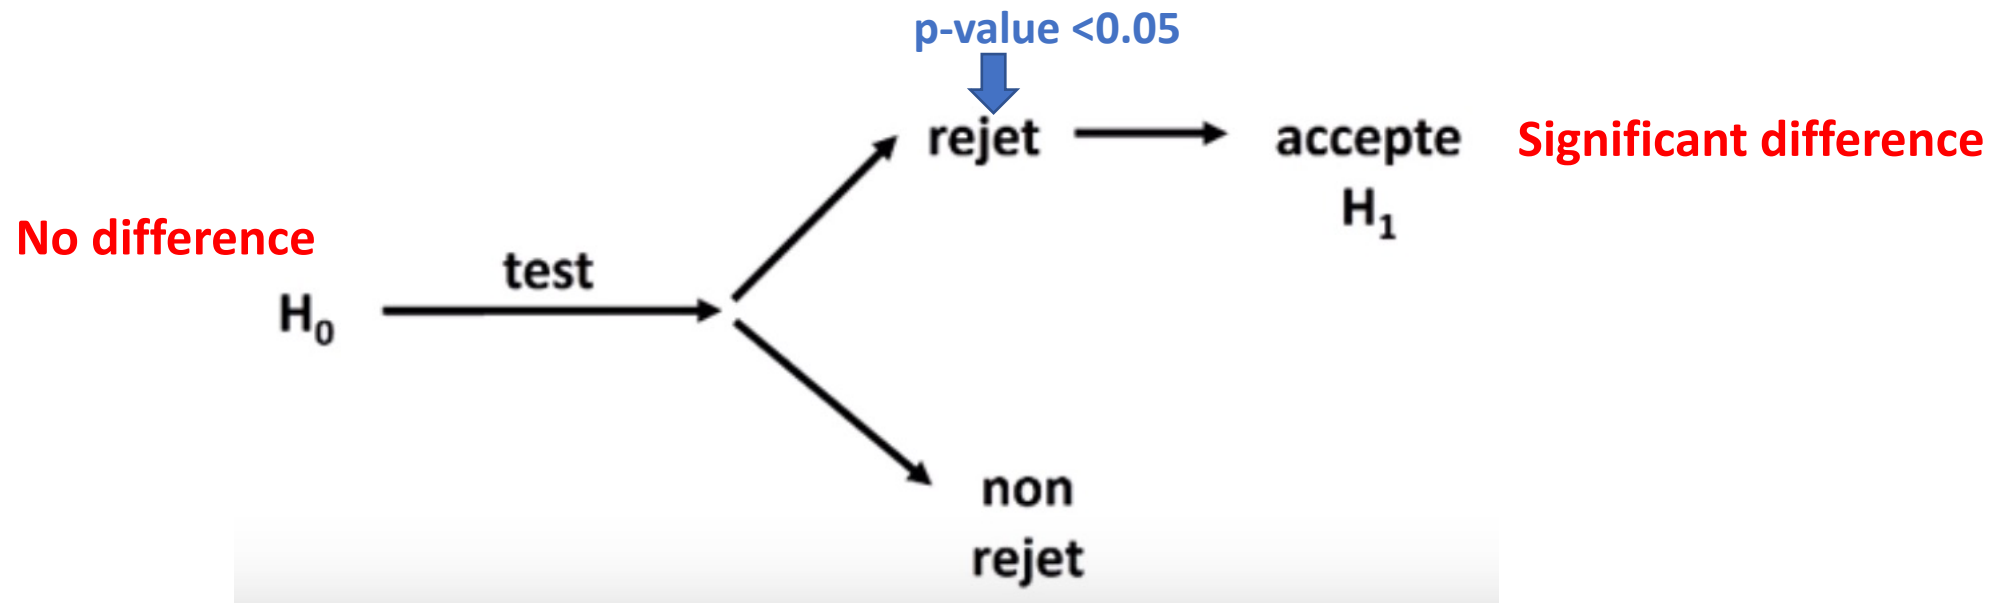 p-value <0.05
rejet
accepte
Significant difference
H₁
No difference
test
H₀
non
rejet